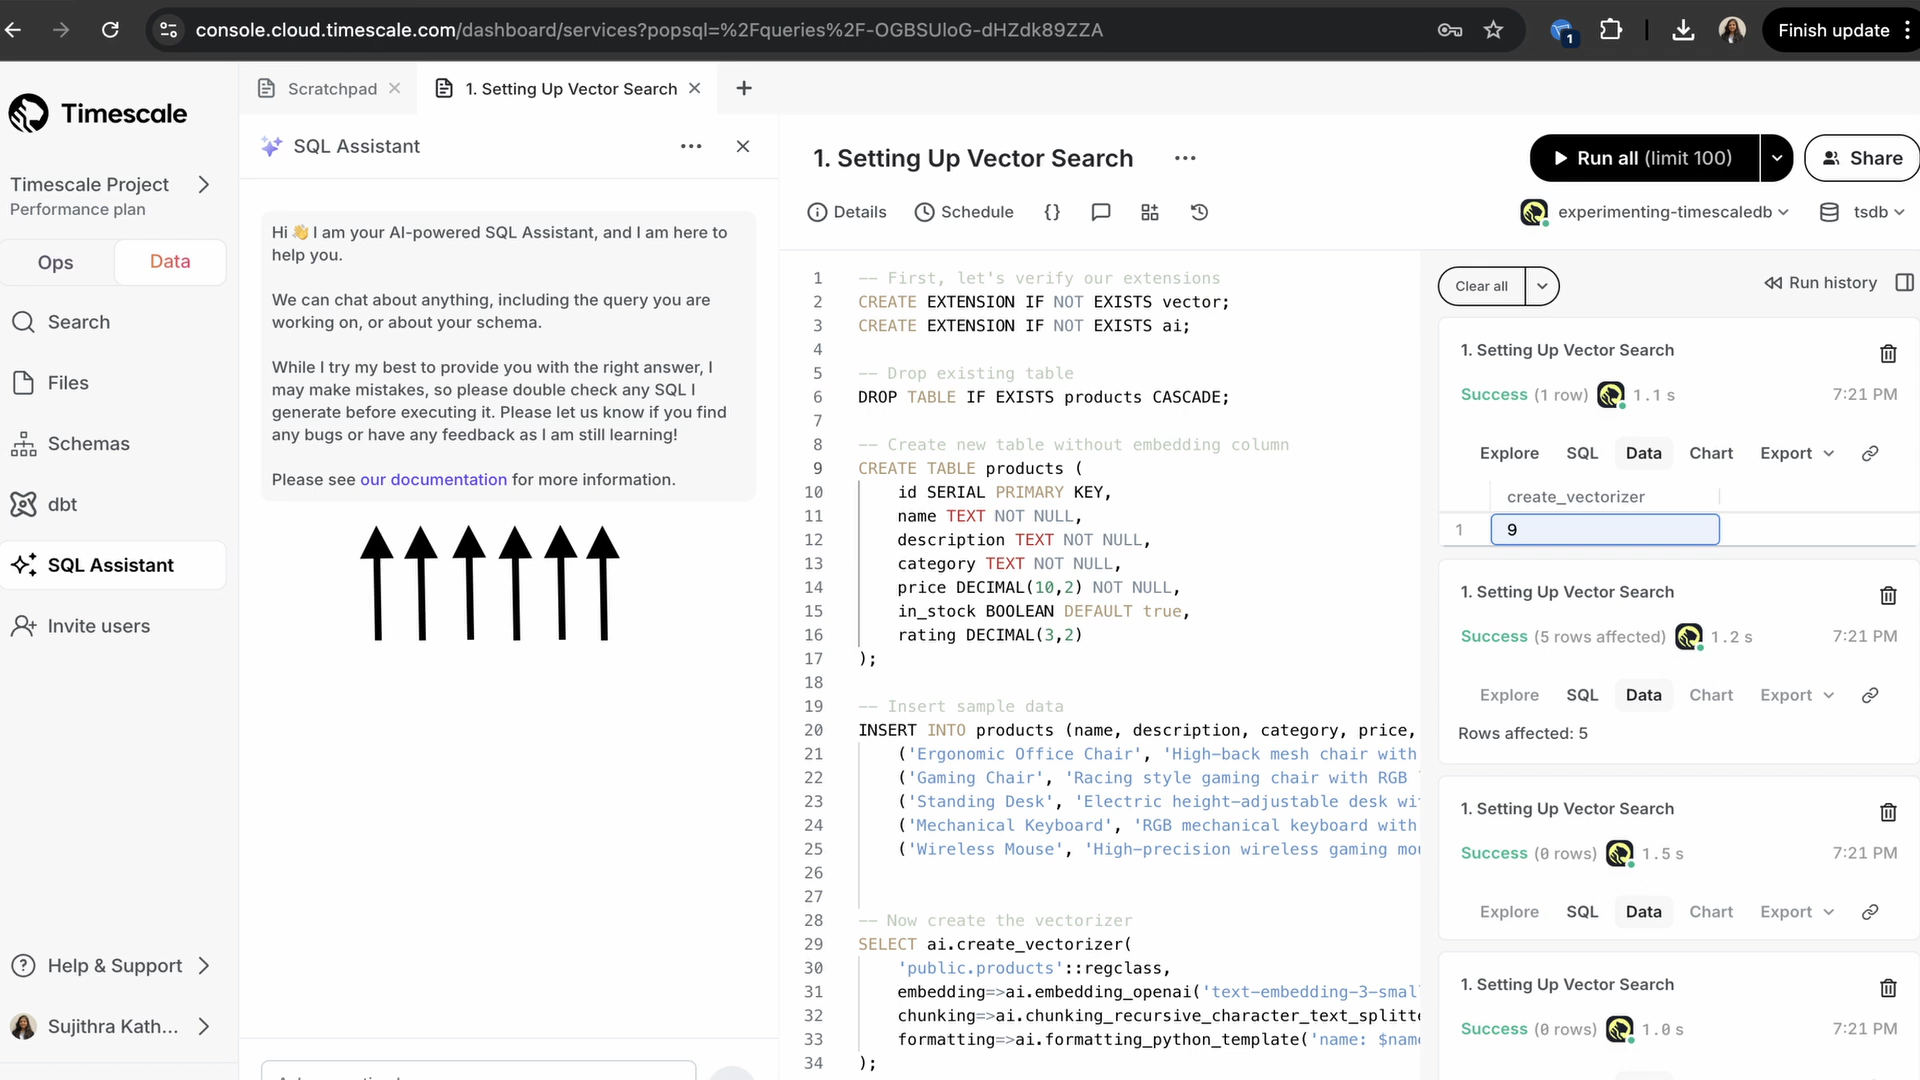 console.cloud.timescale.com/dashboard/services?popsql=%2Fqueries%2F-OGBSUloG-dHZdk89ZZA
1
Finish update
Timescale
Timescale Project
Performance plan
Ops
Data
Search
Files
Schemas
dbt
SQL Assistant
Invite users
Help & Support
Sujithra Kath...
Scratchpad
1. Setting Up Vector Search
SQL Assistant
Hi 👋 I am your AI-powered SQL Assistant, and I am here to
help you.
We can chat about anything, including the query you are
working on, or about your schema.
While I try my best to provide you with the right answer, I
may make mistakes, so please double check any SQL I
generate before executing it. Please let us know if you find
any bugs or have any feedback as I am still learning!
Please see our documentation for more information.
1. Setting Up Vector Search
Run all (limit 100)
Share
Details
Schedule
{}
experimenting-timescaledb
tsdb
1 -- First, let's verify our extensions
2 CREATE EXTENSION IF NOT EXISTS vector;
3 CREATE EXTENSION IF NOT EXISTS ai;
4
5 -- Drop existing table
6 DROP TABLE IF EXISTS products CASCADE;
7
8 -- Create new table without embedding column
9 CREATE TABLE products (
10 id SERIAL PRIMARY KEY,
11 name TEXT NOT NULL,
12 description TEXT NOT NULL,
13 category TEXT NOT NULL,
14 price DECIMAL(10,2) NOT NULL,
15 in_stock BOOLEAN DEFAULT true,
16 rating DECIMAL(3,2)
17 );
18
19 -- Insert sample data
20 INSERT INTO products (name, description, category, price,
21 ('Ergonomic Office Chair', 'High-back mesh chair with
22 ('Gaming Chair', 'Racing style gaming chair with RGB
23 ('Standing Desk', 'Electric height-adjustable desk wi
24 ('Mechanical Keyboard', 'RGB mechanical keyboard with
25 ('Wireless Mouse', 'High-precision wireless gaming mo
26
27
28 -- Now create the vectorizer
29 SELECT ai.create_vectorizer(
30 'public.products'::regclass,
31 embedding=>ai.embedding_openai('text-embedding-3-smal
32 chunking=>ai.chunking_recursive_character_text_splitte
33 formatting=>ai.formatting_python_template('name: $nam
34 );
Clear all
Run history
1. Setting Up Vector Search
Success (1 row) 1.1 s 7:21 PM
Explore SQL Data Chart Export
create_vectorizer
1 9
1. Setting Up Vector Search
Success (5 rows affected) 1.2 s 7:21 PM
Explore SQL Data Chart Export
Rows affected: 5
1. Setting Up Vector Search
Success (0 rows) 1.5 s 7:21 PM
Explore SQL Data Chart Export
1. Setting Up Vector Search
Success (0 rows) 1.0 s 7:21 PM